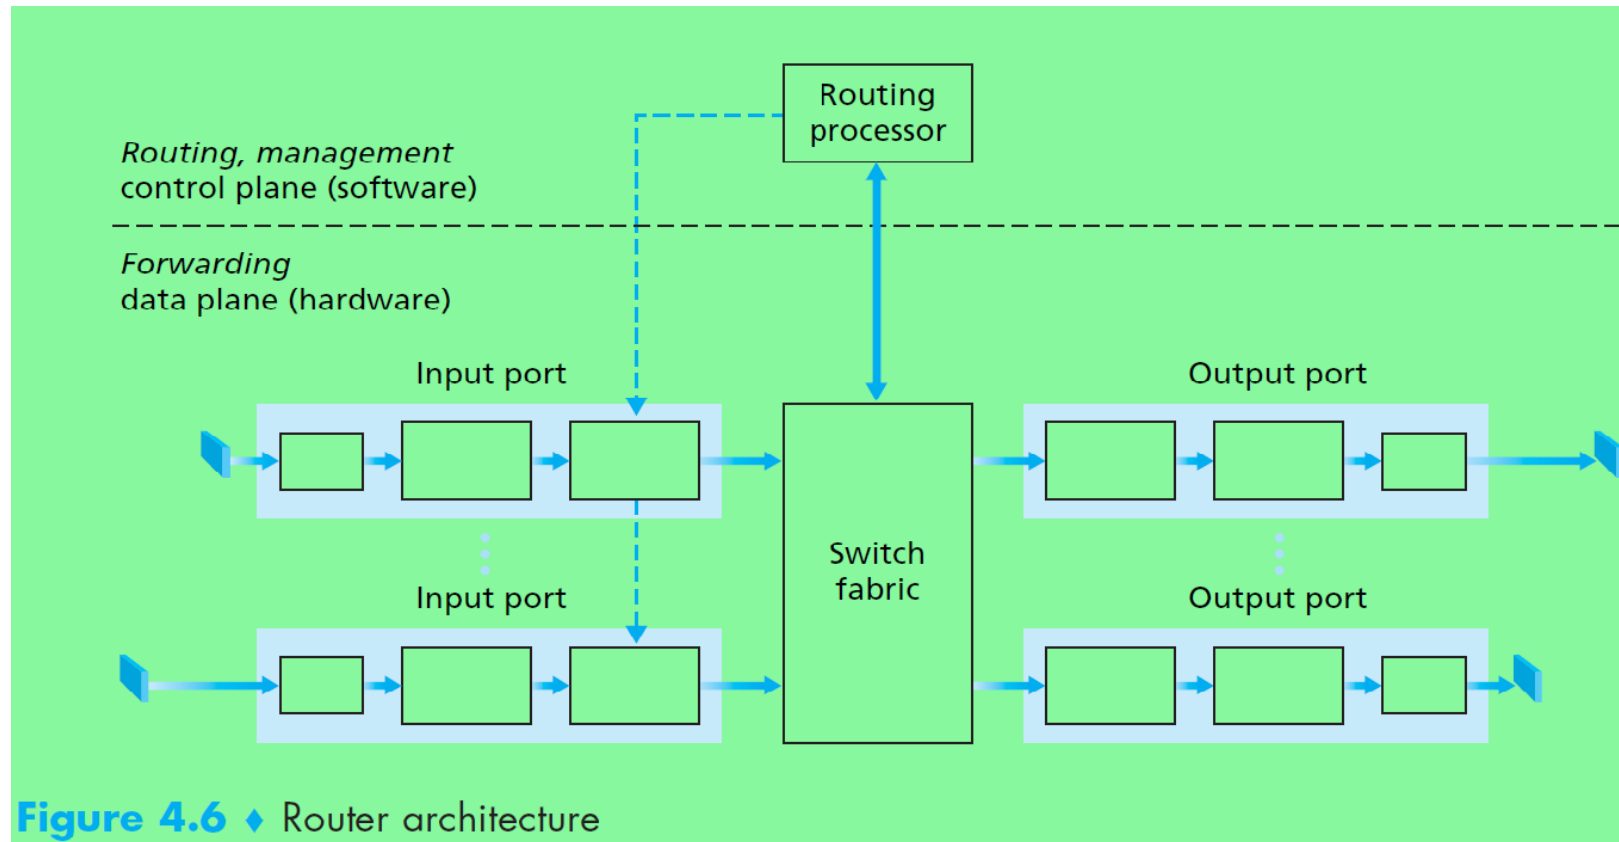 Routing
processor
Routing, management
control plane (software)
Forwarding
data plane (hardware)
Input port
Output port
Switch
fabric
Input port
Output port
Figure 4.6 ♦ Router architecture